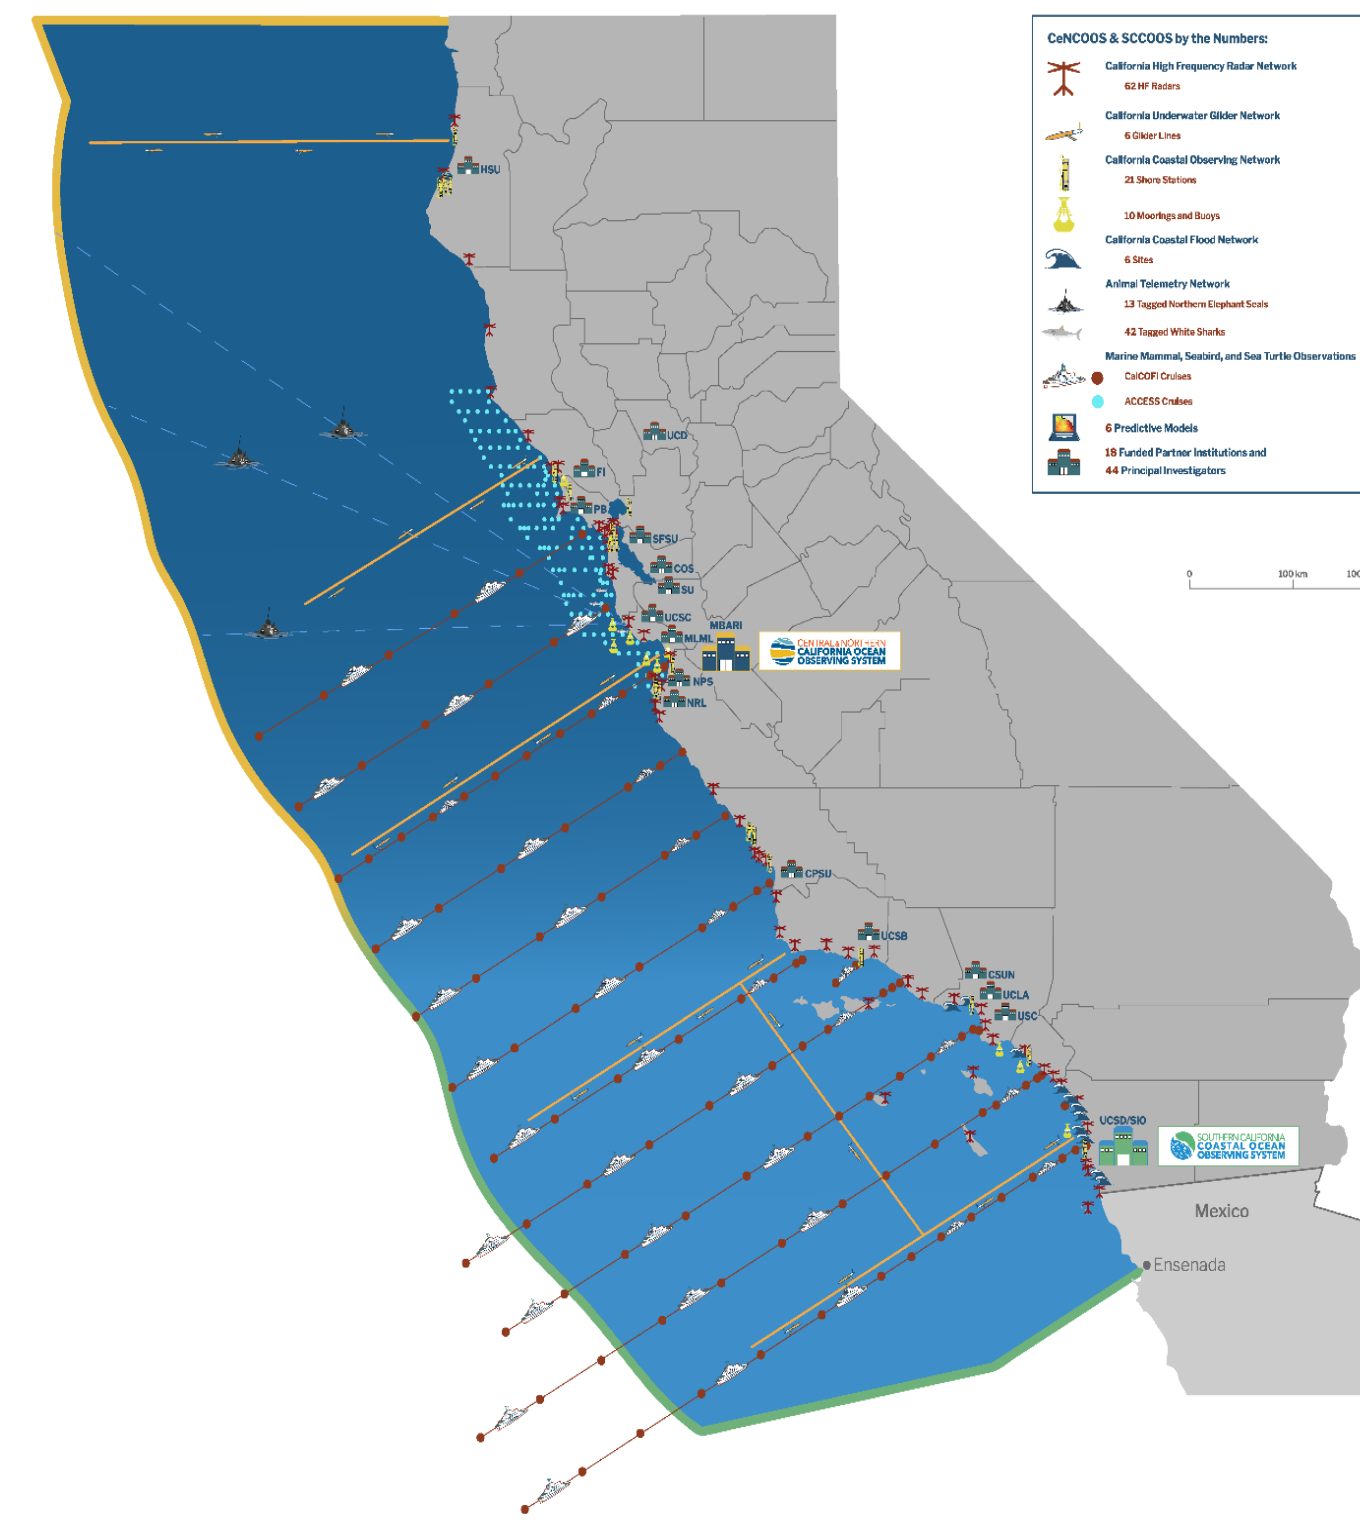 CeNCOOS & SCCOOS by the Numbers:
California High Frequency Radar Network
62 HF Radars
California Underwater Glider Network
6 Glider Lines
California Coastal Observing Network
21 Shore Stations
10 Moorings and Buoys
California Coastal Flood Network
6 Sites
Animal Telemetry Network
13 Tagged Northern Elephant Seals
42 Tagged White Sharks
Marine Mammal, Seabird, and Sea Turtle Observations
CalCOFI Cruises
ACCESS Cruises
6 Predictive Models
18 Funded Partner Institutions and
44 Principal Investigators
HSU
UCD
FI
PB
SFSU
COS
SU
UCSC
MBARI
MLML
CENTRAL & NORTHERN
CALIFORNIA OCEAN
OBSERVING SYSTEM
NPS
NRL
0
100 km
100
CPSU
UCSB
CSUN
UCLA
USC
UCSD/SIO
SOUTHERN CALIFORNIA
COASTAL OCEAN
OBSERVING SYSTEM
Mexico
Ensenada